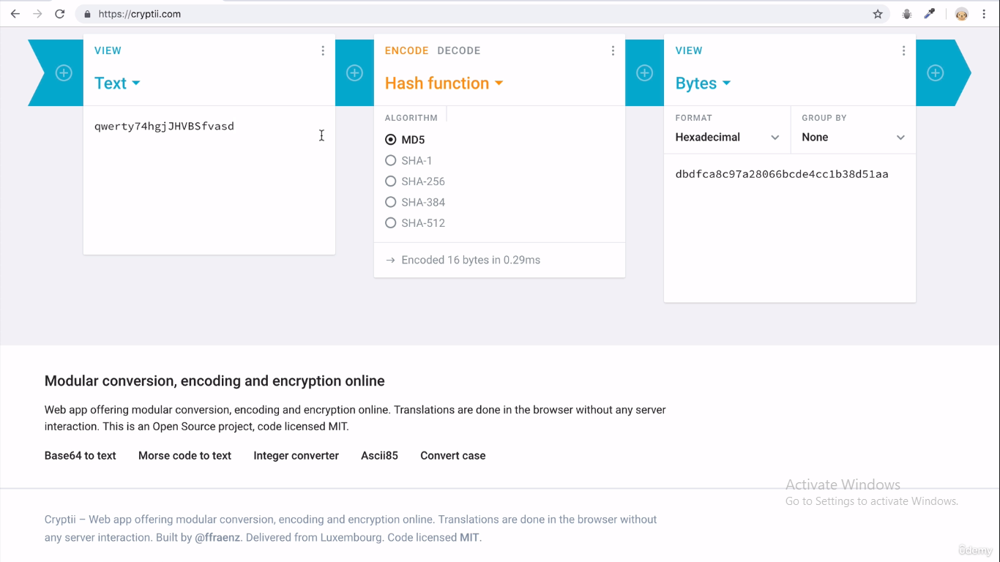 https://cryptii.com
VIEW
Text
qwerty74hgjJHVBSfvasd
ENCODE DECODE
Hash function
ALGORITHM
MD5
SHA-1
SHA-256
SHA-384
SHA-512
→ Encoded 16 bytes in 0.29ms
VIEW
Bytes
FORMAT
Hexadecimal
GROUP BY
None
dbdfca8c97a28066bcde4cc1b38d51aa
Modular conversion, encoding and encryption online
Web app offering modular conversion, encoding and encryption online. Translations are done in the browser without any server
interaction. This is an Open Source project, code licensed MIT.
Base64 to text Morse code to text Integer converter Ascii85 Convert case
Activate Windows
Go to Settings to activate Windows.
Cryptii – Web app offering modular conversion, encoding and encryption online. Translations are done in the browser without
any server interaction. Built by @ffraenz. Delivered from Luxembourg. Code licensed MIT.
ûdemy